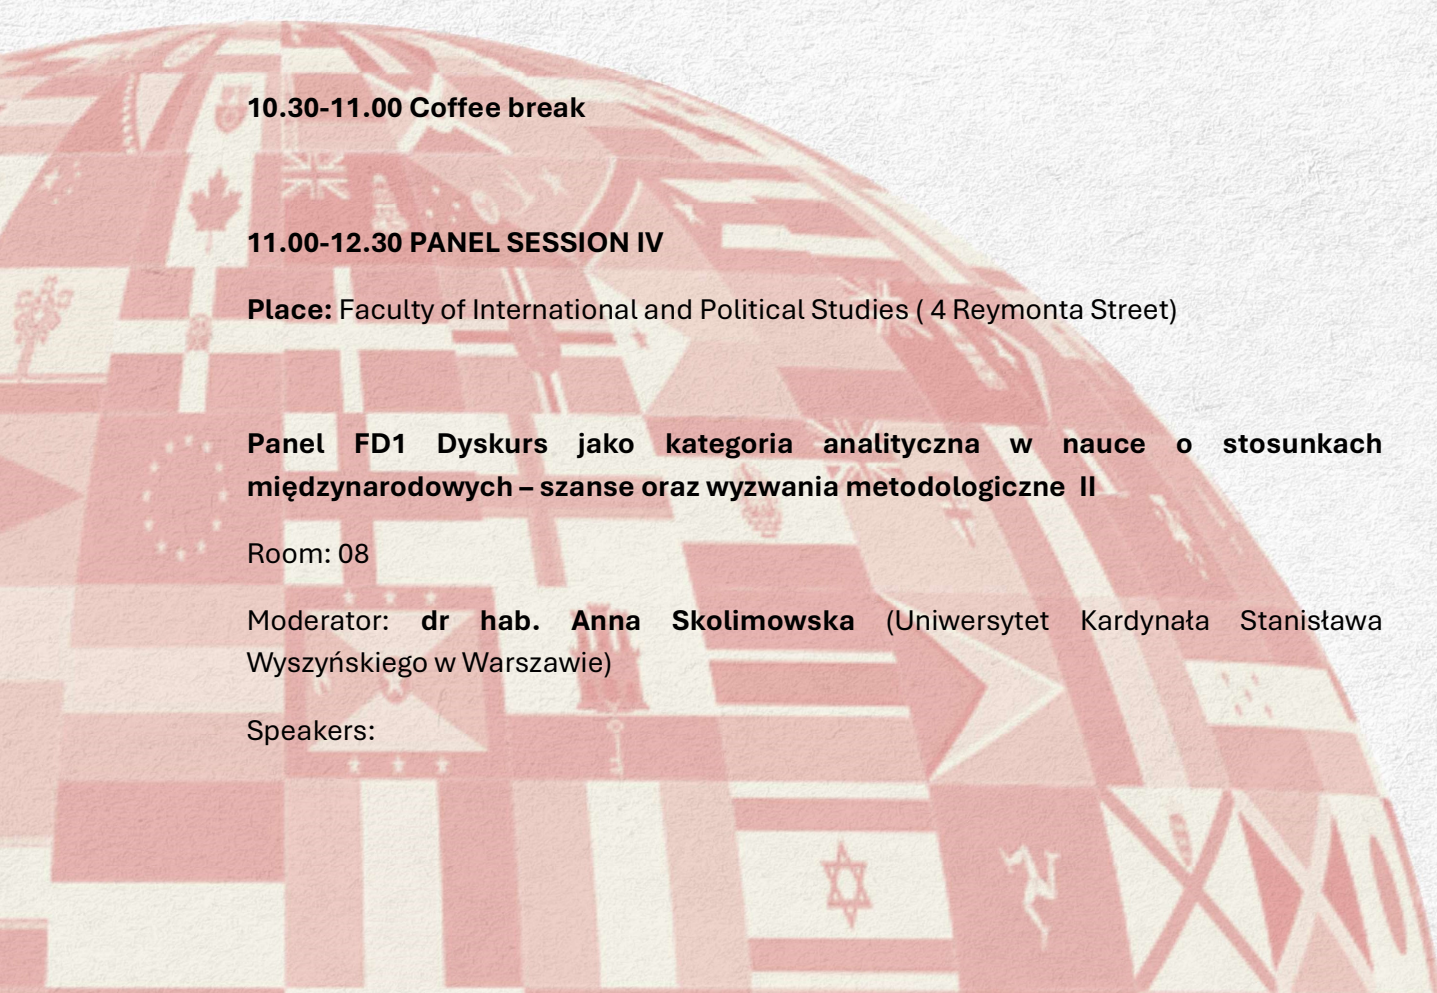 10.30-11.00 Coffee break
11.00-12.30 PANEL SESSION IV
Place: Faculty of International and Political Studies ( 4 Reymonta Street)
Panel FD1 Dyskurs jako kategoria analityczna w nauce o stosunkach
międzynarodowych – szanse oraz wyzwania metodologiczne II
Room: 08
Moderator: dr hab. Anna Skolimowska (Uniwersytet Kardynała Stanisława
Wyszyńskiego w Warszawie)
Speakers: